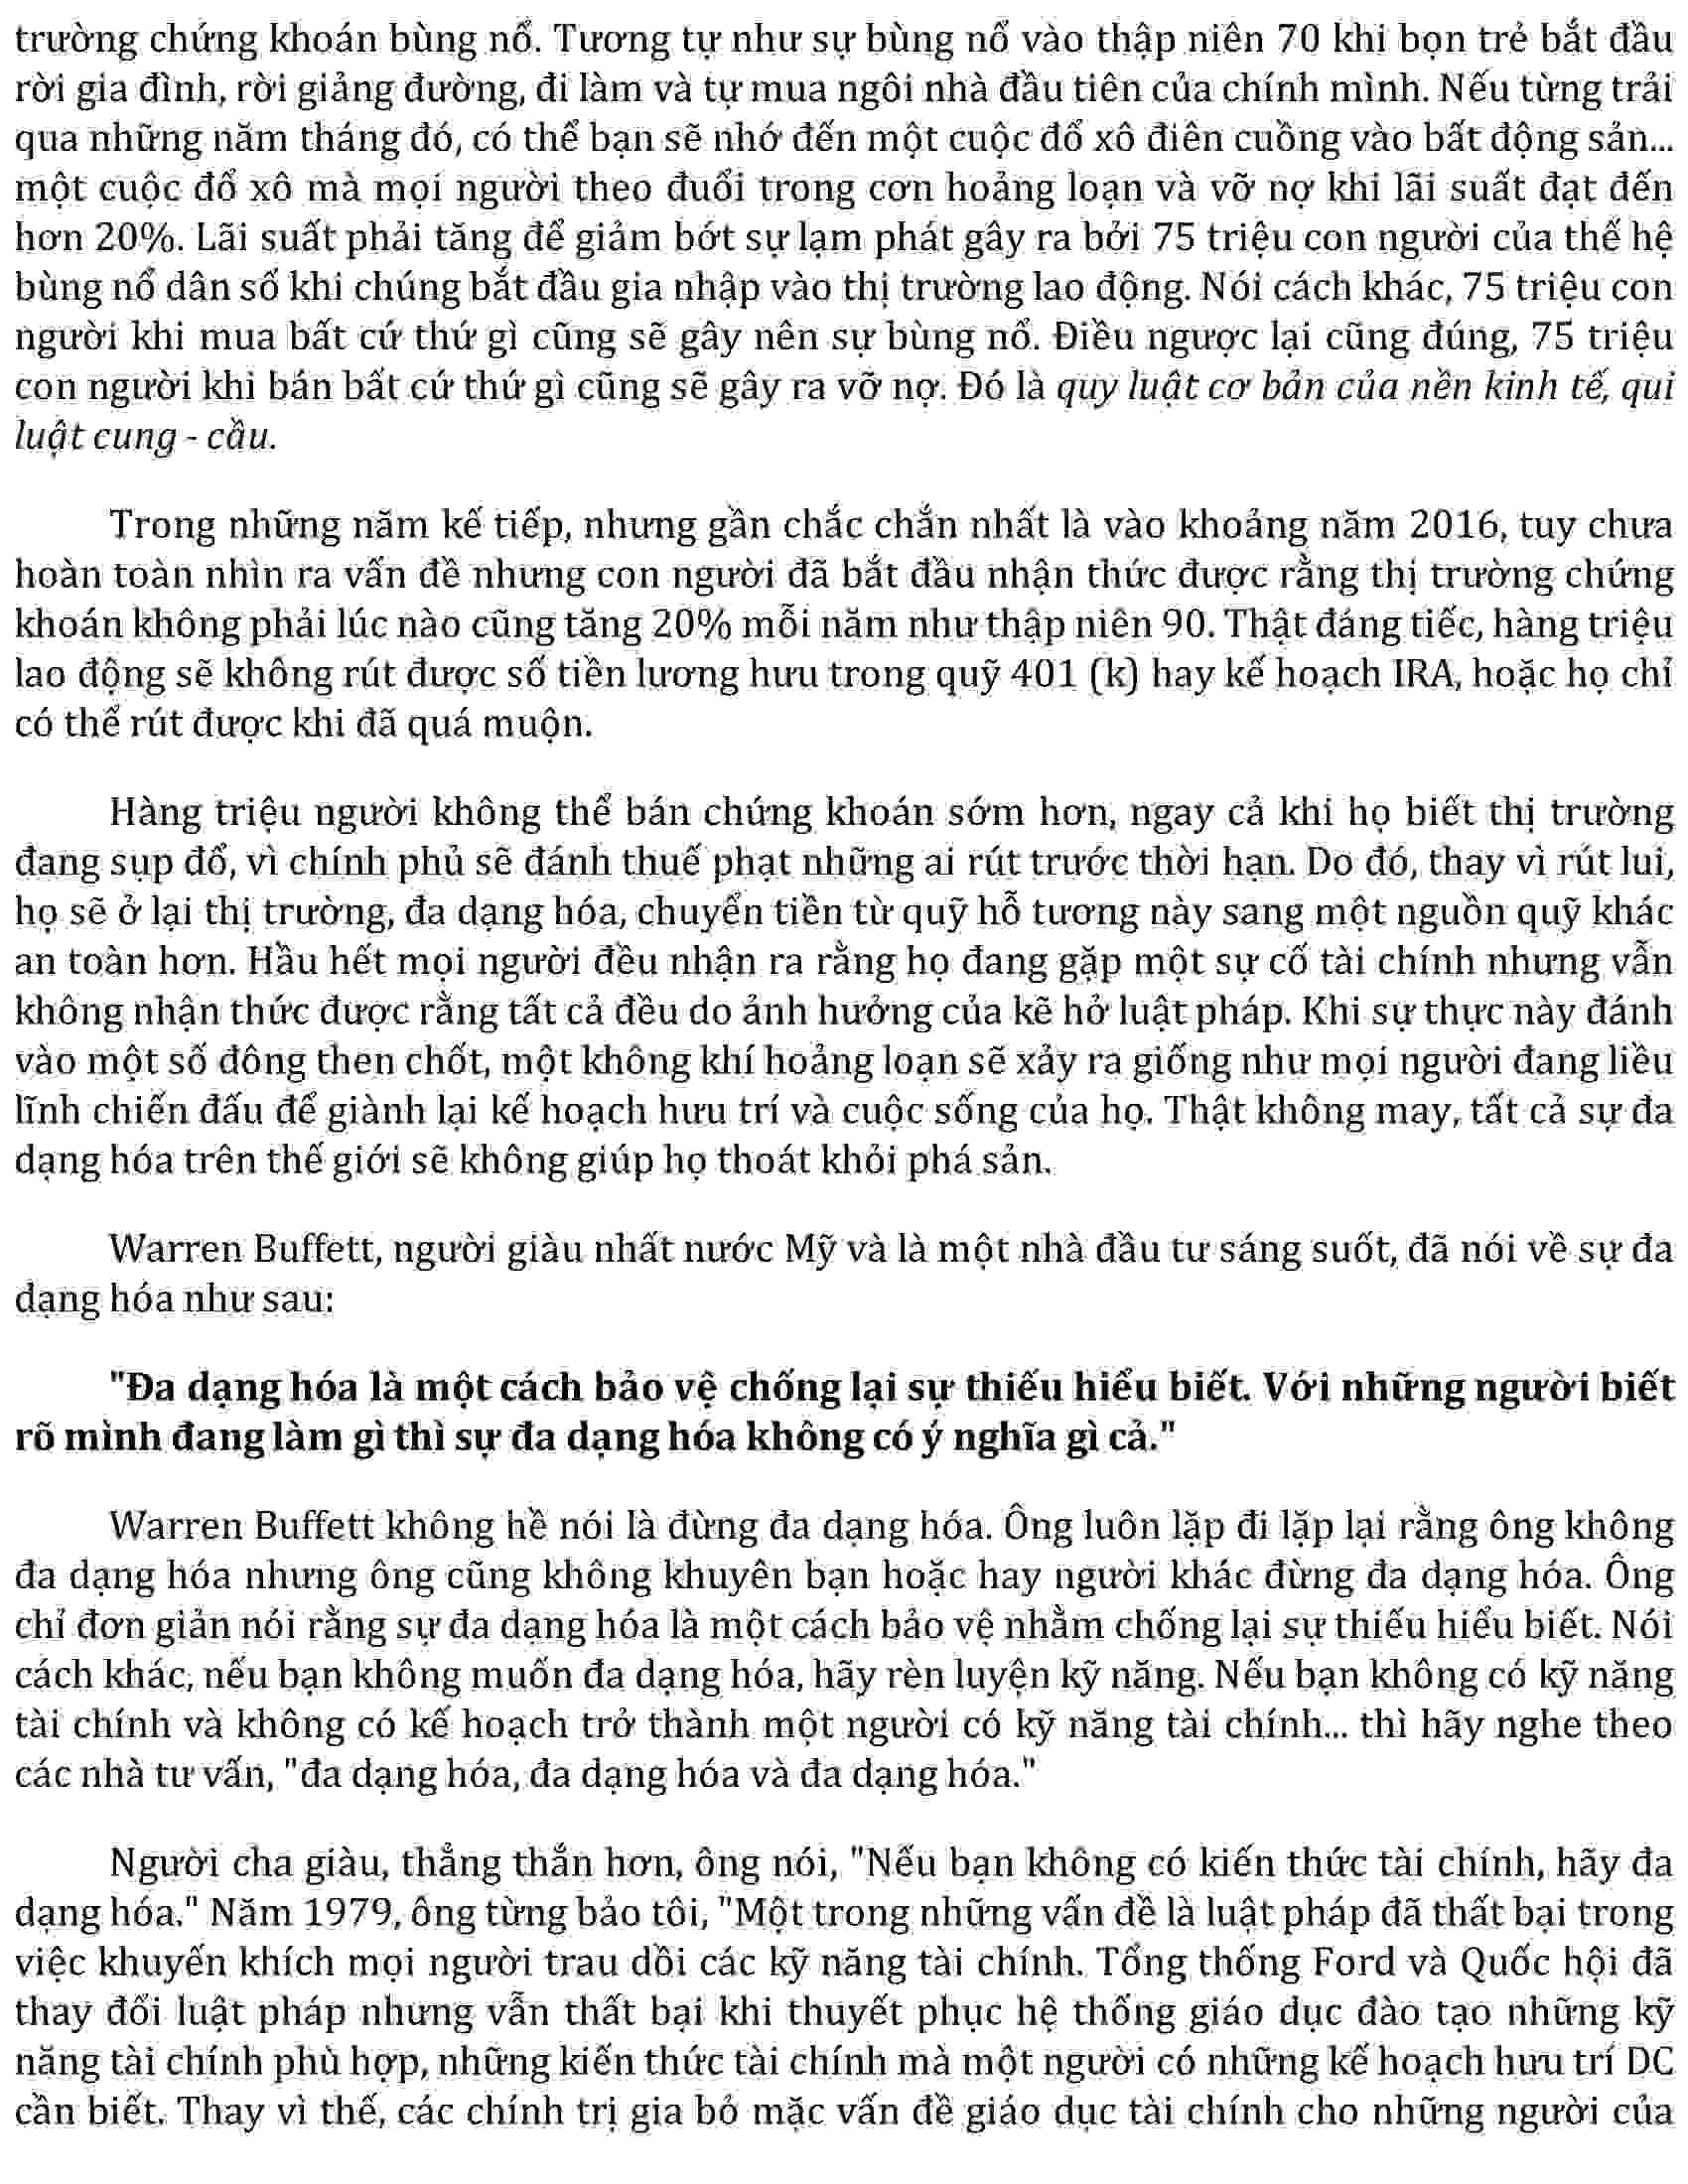 trường chứng khoán bùng nổ. Tương tự như sự bùng nổ vào thập niên 70 khi bọn trẻ bắt đầu
rời gia đình, rời giảng đường, đi làm và tự mua ngôi nhà đầu tiên của chính mình. Nếu từng trải
qua những năm tháng đó, có thể bạn sẽ nhớ đến một cuộc đổ xô điên cuồng vào bất động sản...
một cuộc đổ xô mà mọi người theo đuổi trong cơn hoảng loạn và vỡ nợ khi lãi suất đạt đến
hơn 20%. Lãi suất phải tăng để giảm bớt sự lạm phát gây ra bởi 75 triệu con người của thế hệ
bùng nổ dân số khi chúng bắt đầu gia nhập vào thị trường lao động. Nói cách khác, 75 triệu con
người khi mua bất cứ thứ gì cũng sẽ gây nên sự bùng nổ. Điều ngược lại cũng đúng, 75 triệu
con người khi bán bất cứ thứ gì cũng sẽ gây ra vỡ nợ. Đó là quy luật cơ bản của nền kinh tế, qui
luật cung - cầu.
Trong những năm kế tiếp, nhưng gần chắc chắn nhất là vào khoảng năm 2016, tuy chưa
hoàn toàn nhìn ra vấn đề nhưng con người đã bắt đầu nhận thức được rằng thị trường chứng
khoán không phải lúc nào cũng tăng 20% mỗi năm như thập niên 90. Thật đáng tiếc, hàng triệu
lao động sẽ không rút được số tiền lương hưu trong quỹ 401 (k) hay kế hoạch IRA, hoặc họ chỉ
có thể rút được khi đã quá muộn.
Hàng triệu người không thể bán chứng khoán sớm hơn, ngay cả khi họ biết thị trường
đang sụp đổ, vì chính phủ sẽ đánh thuế phạt những ai rút trước thời hạn. Do đó, thay vì rút lui,
họ sẽ ở lại thị trường, đa dạng hóa, chuyển tiền từ quỹ hỗ tương này sang một nguồn quỹ khác
an toàn hơn. Hầu hết mọi người đều nhận ra rằng họ đang gặp một sự cố tài chính nhưng vẫn
không nhận thức được rằng tất cả đều do ảnh hưởng của kẽ hở luật pháp. Khi sự thực này đánh
vào một số đông then chốt, một không khí hoảng loạn sẽ xảy ra giống như mọi người đang liều
lĩnh chiến đấu để giành lại kế hoạch hưu trí và cuộc sống của họ. Thật không may, tất cả sự đa
dạng hóa trên thế giới sẽ không giúp họ thoát khỏi phá sản.
Warren Buffett, người giàu nhất nước Mỹ và là một nhà đầu tư sáng suốt, đã nói về sự đa
dạng hóa như sau:
"Đa dạng hóa là một cách bảo vệ chống lại sự thiếu hiểu biết. Với những người biết
rõ mình đang làm gì thì sự đa dạng hóa không có ý nghĩa gì cả."
Warren Buffett không hề nói là đừng đa dạng hóa. Ông luôn lặp đi lặp lại rằng ông không
đa dạng hóa nhưng ông cũng không khuyên bạn hoặc hay người khác đừng đa dạng hóa. Ông
chỉ đơn giản nói rằng sự đa dạng hóa là một cách bảo vệ nhằm chống lại sự thiếu hiểu biết. Nói
cách khác, nếu bạn không muốn đa dạng hóa, hãy rèn luyện kỹ năng. Nếu bạn không có kỹ năng
tài chính và không có kế hoạch trở thành một người có kỹ năng tài chính... thì hãy nghe theo
các nhà tư vấn, "đa dạng hóa, đa dạng hóa và đa dạng hóa."
Người cha giàu, thẳng thắn hơn, ông nói, "Nếu bạn không có kiến thức tài chính, hãy đa
dạng hóa." Năm 1979, ông từng bảo tôi, "Một trong những vấn đề là luật pháp đã thất bại trong
việc khuyến khích mọi người trau dồi các kỹ năng tài chính. Tổng thống Ford và Quốc hội đã
thay đổi luật pháp nhưng vẫn thất bại khi thuyết phục hệ thống giáo dục đào tạo những kỹ
năng tài chính phù hợp, những kiến thức tài chính mà một người có những kế hoạch hưu trí DC
cần biết. Thay vì thế, các chính trị gia bỏ mặc vấn đề giáo dục tài chính cho những người của